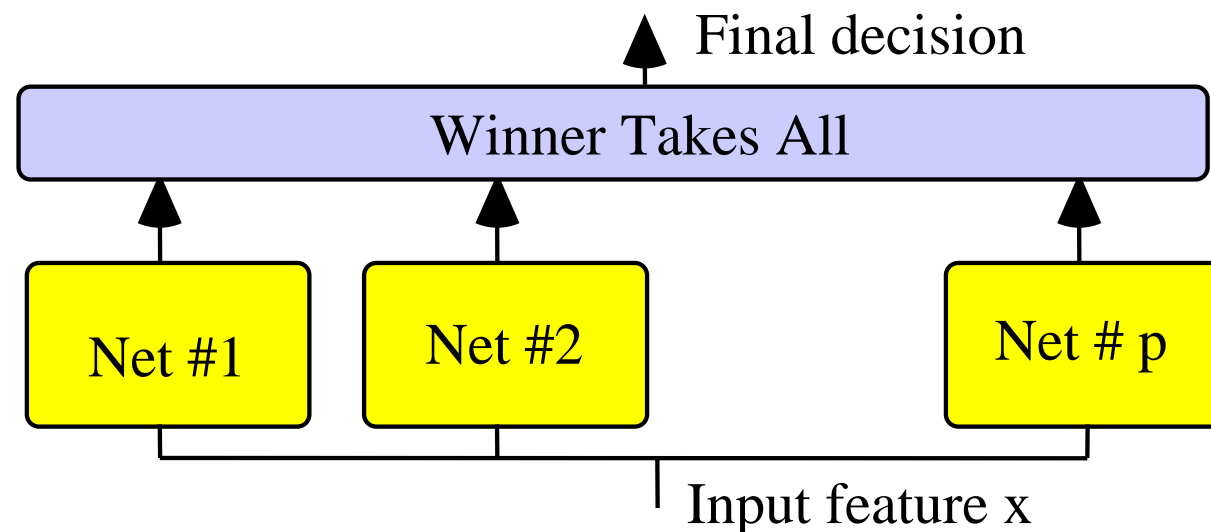 Final decision
Winner Takes All
Net #1
Net #2
Net # p
Input feature x